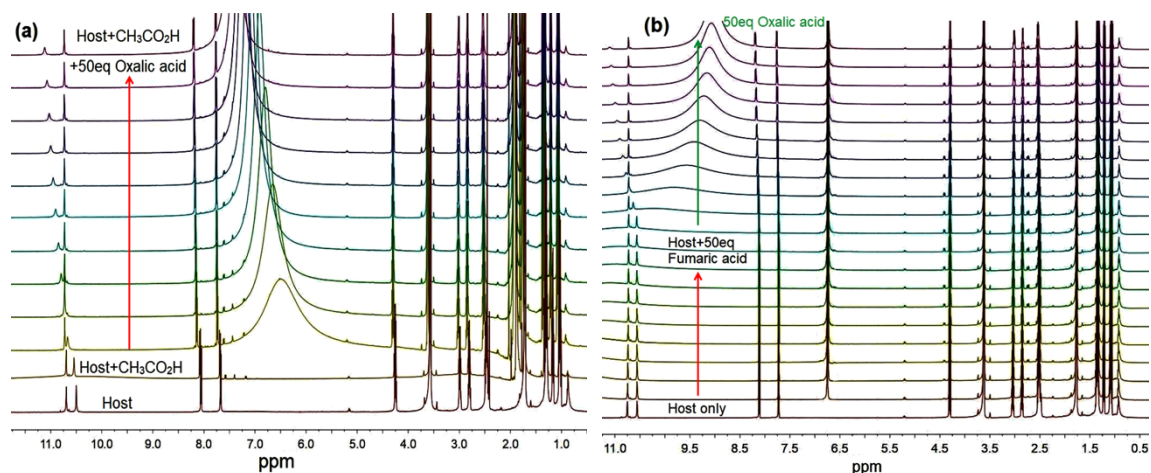 (a)
Host+CH₃CO₂H
+50eq Oxalic acid
Host+CH₃CO₂H
Host
11.0 10.0 9.0 8.0 7.0 6.0 5.0 4.0 3.0 2.0 1.0
ppm
(b)
50eq Oxalic acid
Host+50eq
Fumaric acid
Host only
11.0 9.5 8.5 7.5 6.5 5.5 4.5 3.5 2.5 1.5 0.5
ppm